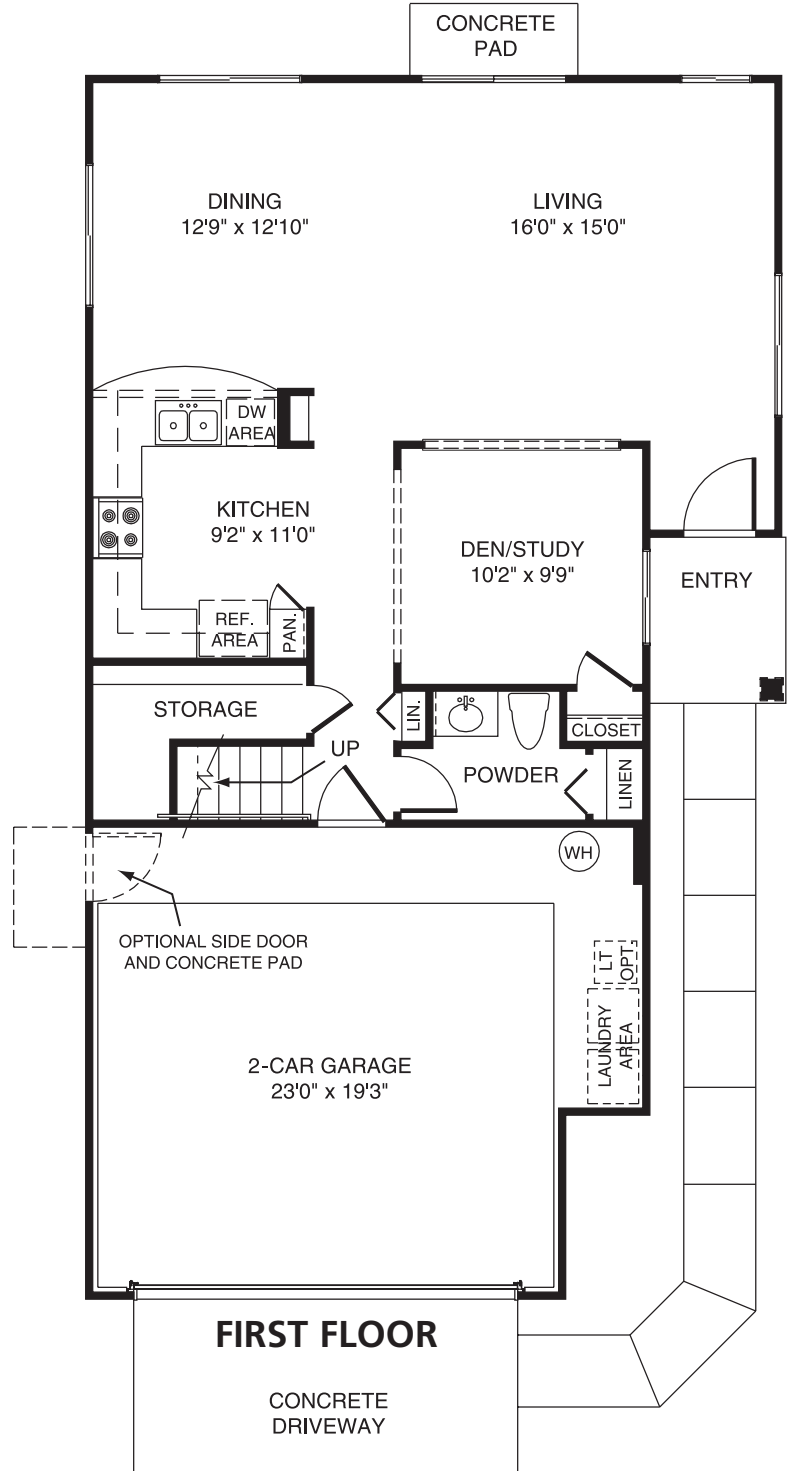 CONCRETE
PAD
DINING
12'9" x 12'10"
LIVING
16'0" x 15'0"
DW
AREA
KITCHEN
9'2" x 11'0"
DEN/STUDY
10'2" x 9'9"
ENTRY
REF.
AREA
PAN.
STORAGE
LIN.
CLOSET
UP
POWDER
LINEN
WH
OPTIONAL SIDE DOOR
AND CONCRETE PAD
LT
OPT.
LAUNDRY
AREA
2-CAR GARAGE
23'0" x 19'3"
FIRST FLOOR
CONCRETE
DRIVEWAY